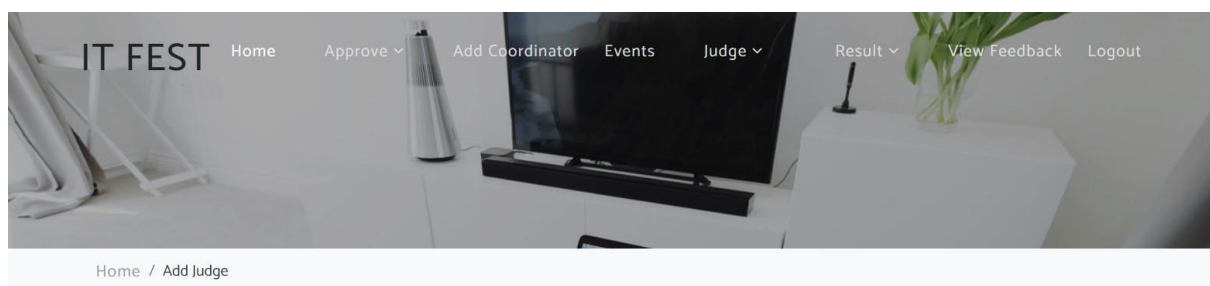 IT FEST Home Approve Add Coordinator Events Judge Result View Feedback Logout
Home / Add Judge